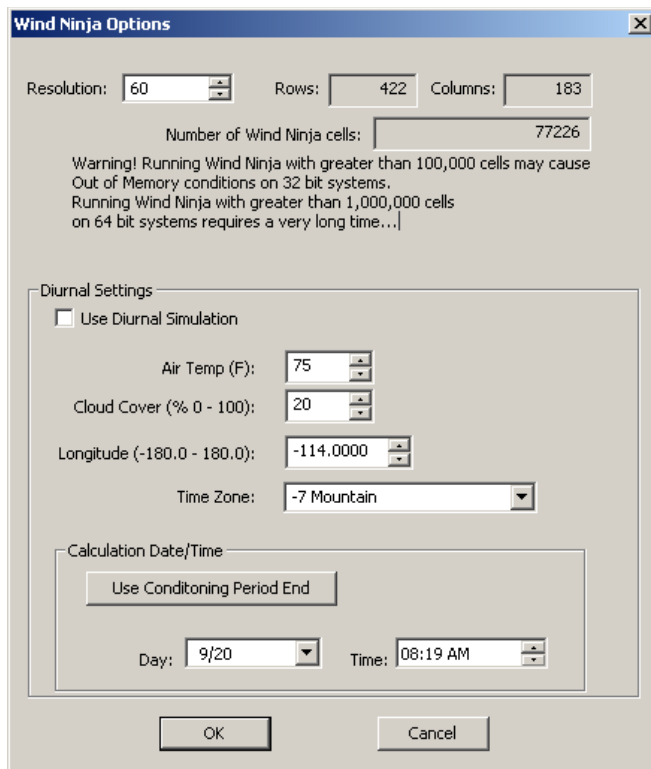 Wind Ninja Options
Resolution: 60 Rows: 422 Columns: 183
Number of Wind Ninja cells: 77226
Warning! Running Wind Ninja with greater than 100,000 cells may cause
Out of Memory conditions on 32 bit systems.
Running Wind Ninja with greater than 1,000,000 cells
on 64 bit systems requires a very long time...
Diurnal Settings
Use Diurnal Simulation
Air Temp (F): 75
Cloud Cover (% 0 - 100): 20
Longitude (-180.0 - 180.0): -114.0000
Time Zone: -7 Mountain
Calculation Date/Time
Use Conditoning Period End
Day: 9/20 Time: 08:19 AM
OK Cancel